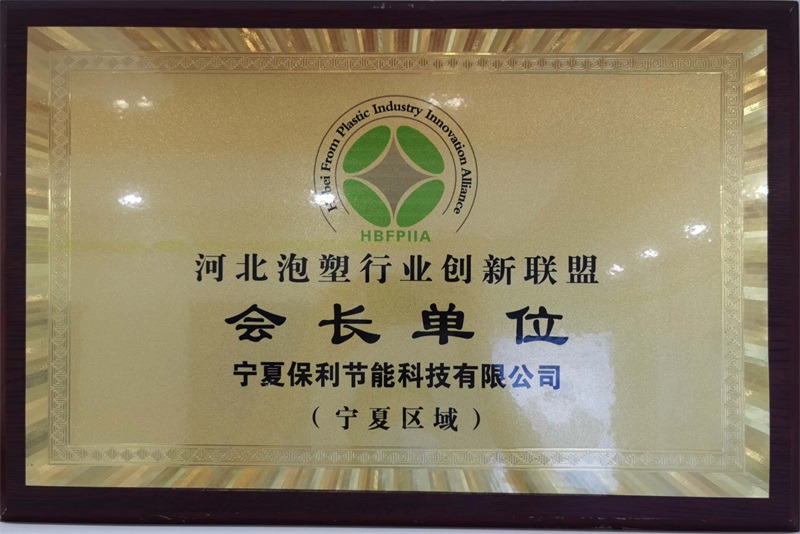 Hebei From Plastic Industry Innovation Alliance
HBFPIIA
河北泡塑行业创新联盟
会长单位
宁夏保利节能科技有限公司
（宁夏区域）